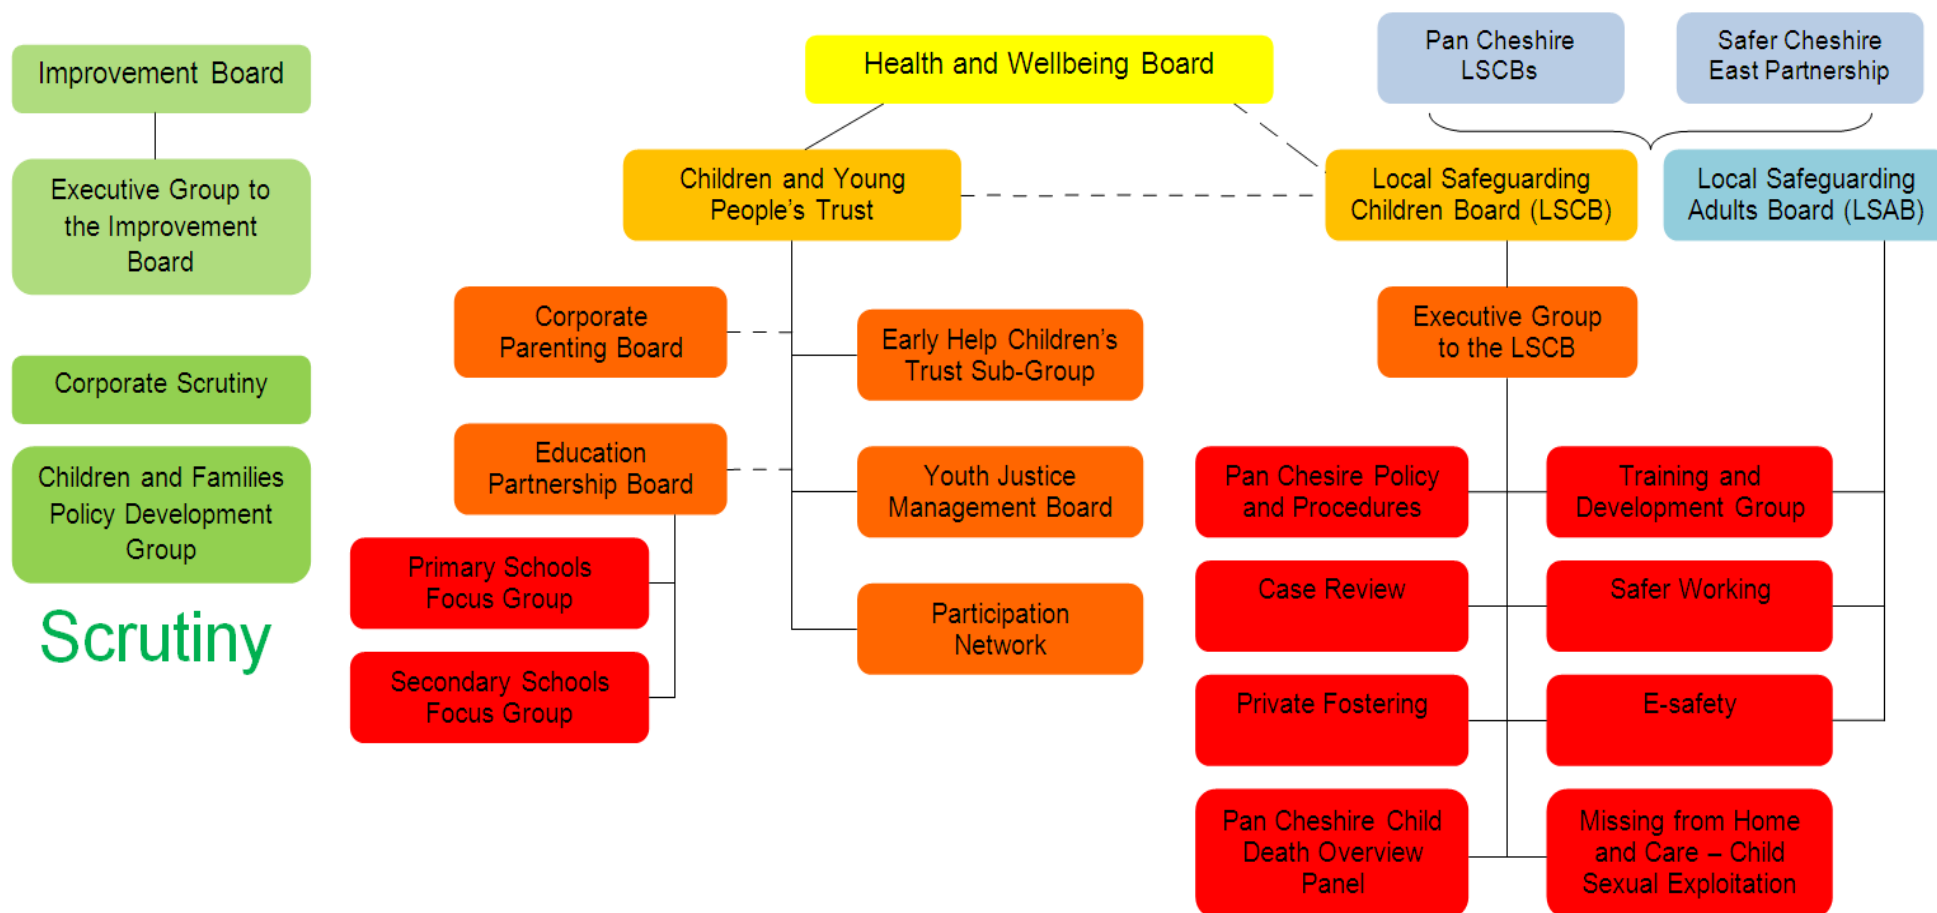 Improvement Board
Executive Group to
the Improvement
Board
Corporate Scrutiny
Children and Families
Policy Development
Group
Scrutiny
Health and Wellbeing Board
Children and Young
People's Trust
Corporate
Parenting Board
Education
Partnership Board
Primary Schools
Focus Group
Secondary Schools
Focus Group
Early Help Children's
Trust Sub-Group
Youth Justice
Management Board
Participation
Network
Pan Cheshire
LSCBs
Safer Cheshire
East Partnership
Local Safeguarding
Children Board (LSCB)
Local Safeguarding
Adults Board (LSAB)
Executive Group
to the LSCB
Pan Chesire Policy
and Procedures
Training and
Development Group
Case Review
Safer Working
Private Fostering
E-safety
Pan Cheshire Child
Death Overview
Panel
Missing from Home
and Care – Child
Sexual Exploitation